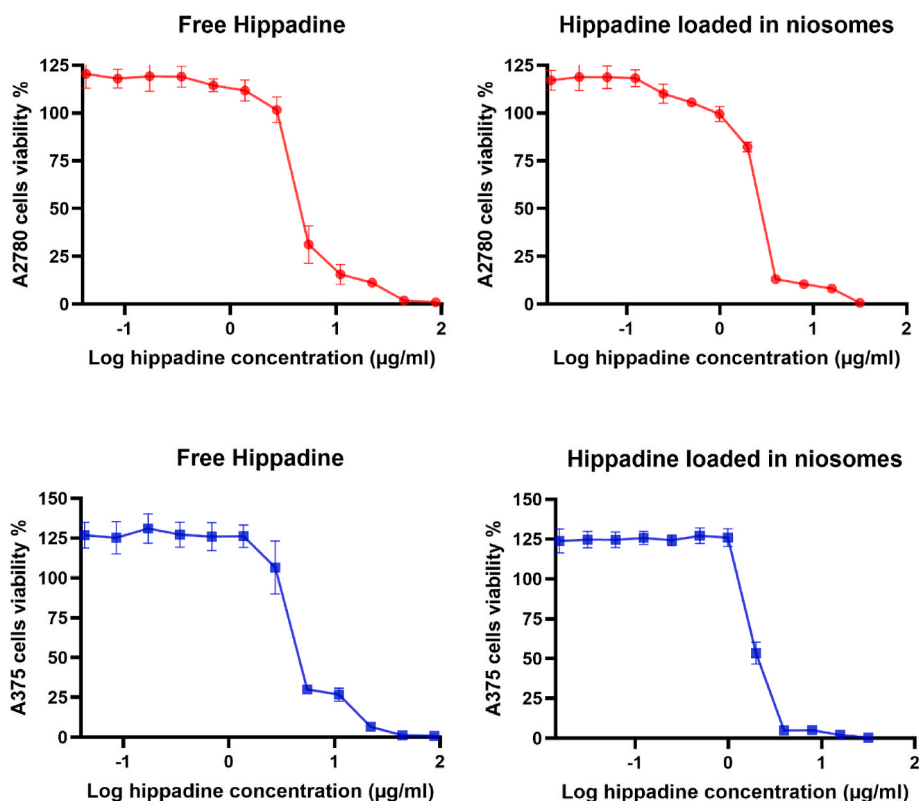 Free Hippadine
A2780 cells viability %
125
100
75
50
25
0
-1 0 1 2
Log hippadine concentration (µg/ml)
Hippadine loaded in niosomes
A2780 cells viability %
125
100
75
50
25
0
-1 0 1 2
Log hippadine concentration (µg/ml)
Free Hippadine
A375 cells viability %
150
125
100
75
50
25
0
-1 0 1 2
Log hippadine concentration (µg/ml)
Hippadine loaded in niosomes
A375 cells viability %
150
125
100
75
50
25
0
-1 0 1 2
Log hippadine concentration (µg/ml)